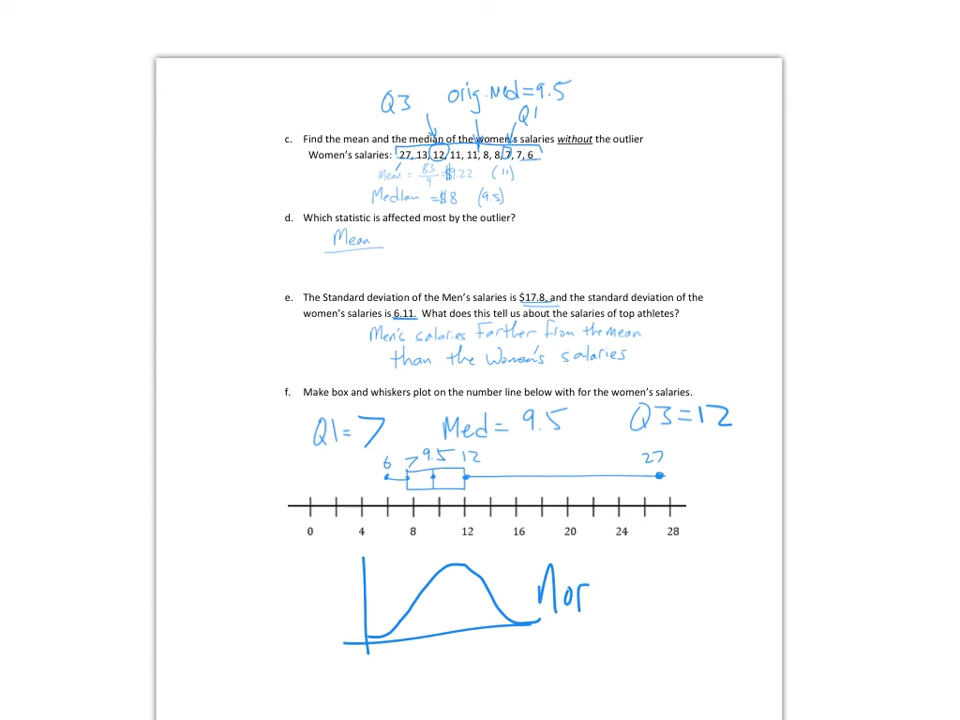 Q3 orig. Med = 9.5
Q1
c. Find the mean and the median of the women's salaries without the outlier
Women's salaries: 27, 13, 12, 11, 11, 8, 8, 7, 7, 6
Mean = 83/9 = $9.22 (11)
Median = $8 (9.5)
d. Which statistic is affected most by the outlier?
Mean
e. The Standard deviation of the Men's salaries is $17.8, and the standard deviation of the
women's salaries is 6.11. What does this tell us about the salaries of top athletes?
Men's salaries Farther From the mean
than the Women's salaries
f. Make box and whiskers plot on the number line below with for the women's salaries.
Q1 = 7 Med = 9.5 Q3 = 12
6 7 9.5 12 27
0 4 8 12 16 20 24 28
Nor